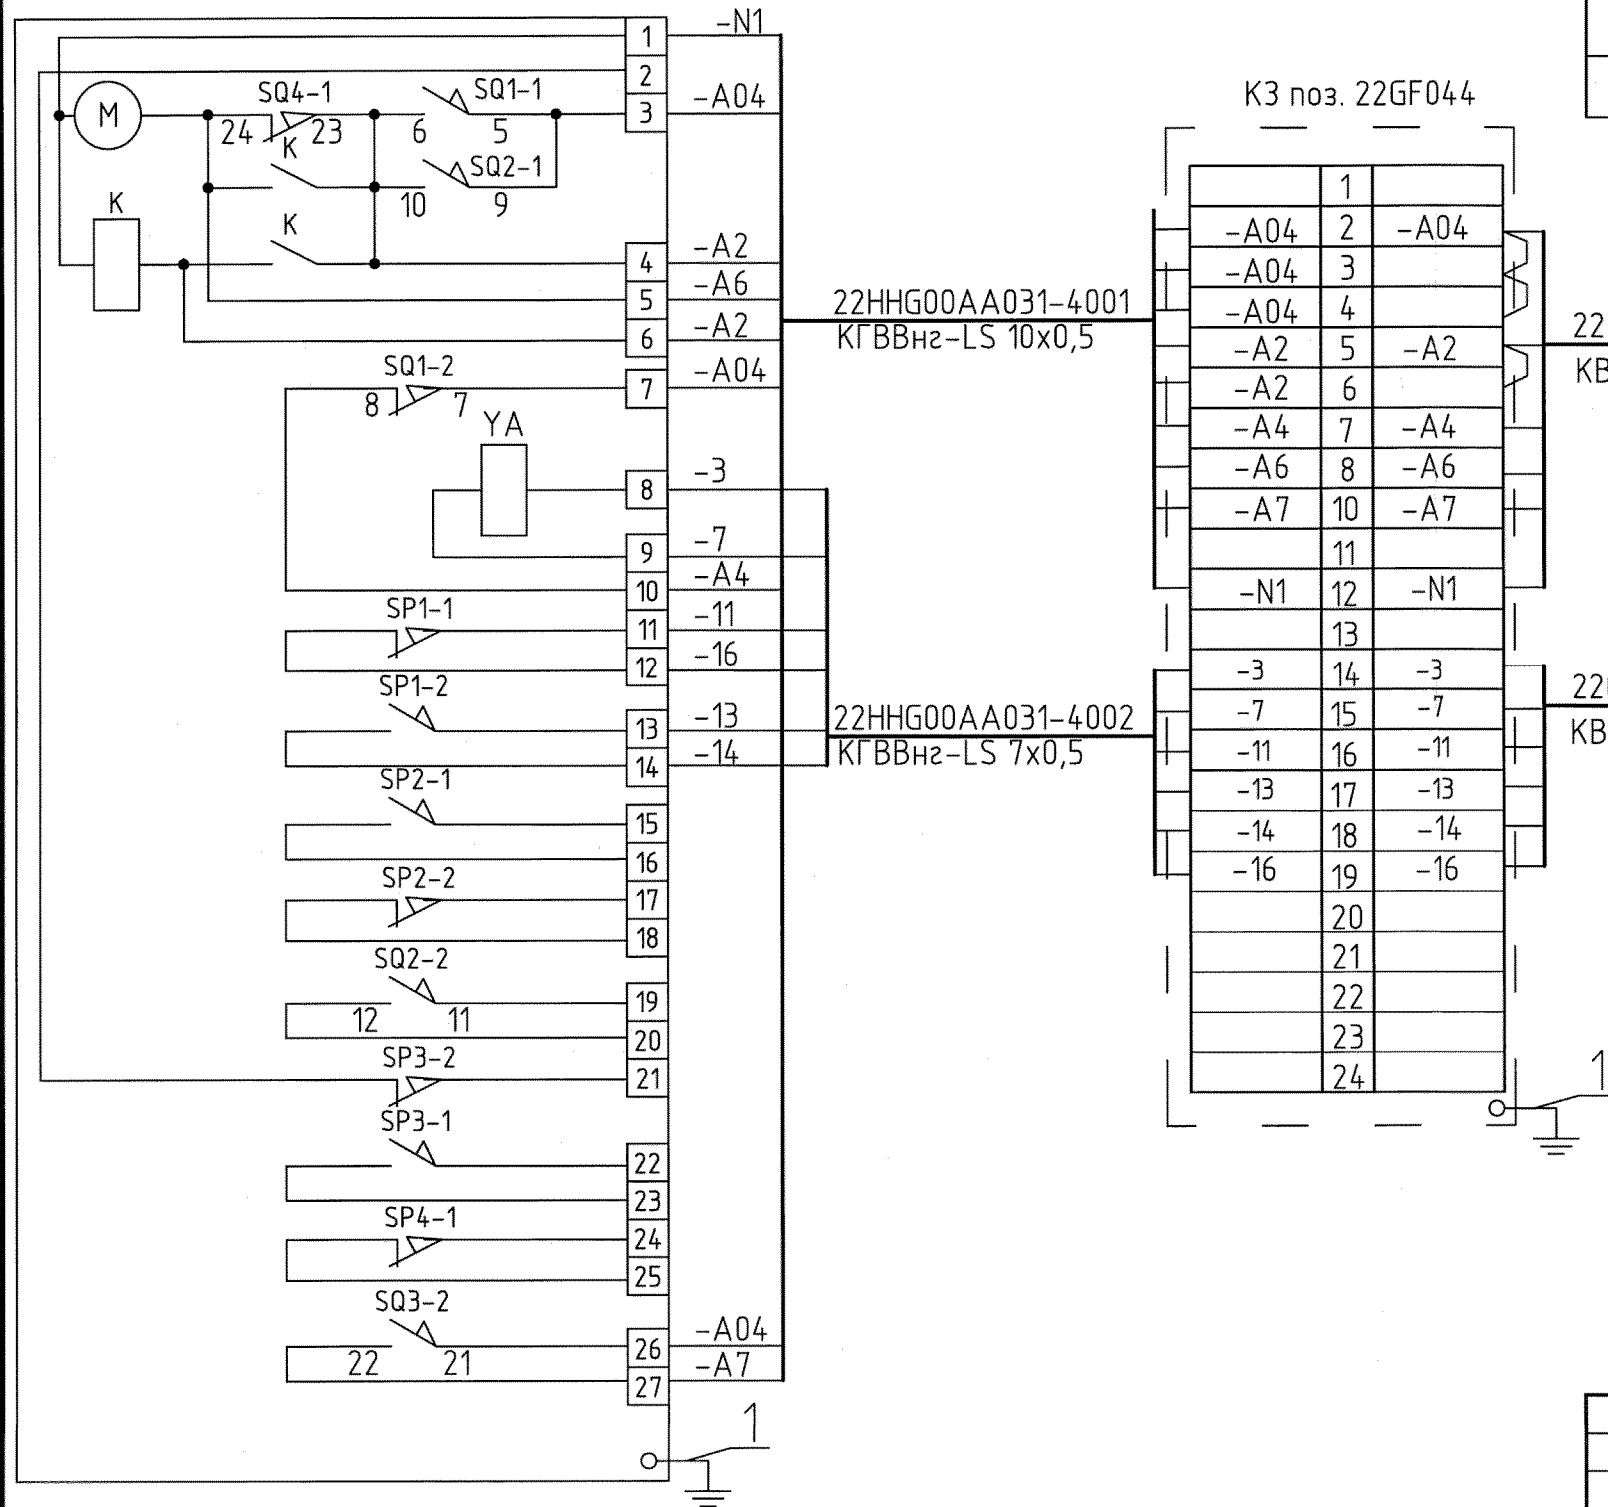 1 -N1
2
М SQ4-1 SQ1-1 3 -A04
24 23 6 5
К SQ2-1
10 9
К К
4 -A2
5 -A6
6 -A2
SQ1-2 7 -A04
8 7
YA
8 -3
9 -7
10 -A4
SP1-1 11 -11
12 -16
SP1-2
13 -13
14 -14
SP2-1
15
16
SP2-2
17
18
SQ2-2
19
12 11
20
SP3-2
21
SP3-1
22
23
SP4-1
24
25
SQ3-2
26 -A04
22 21
27 -A7
1
22HHG00AA031-4001
КГВВнг-LS 10x0,5
22HHG00AA031-4002
КГВВнг-LS 7x0,5
К3 поз. 22GF044
1
-A04 2 -A04
-A04 3
-A04 4
-A2 5 -A2
-A2 6
-A4 7 -A4
-A6 8 -A6
-A7 10 -A7
11
-N1 12 -N1
13
-3 14 -3
-7 15 -7
-11 16 -11
-13 17 -13
-14 18 -14
-16 19 -16
20
21
22
23
24
1
22
КВ
22
КВ